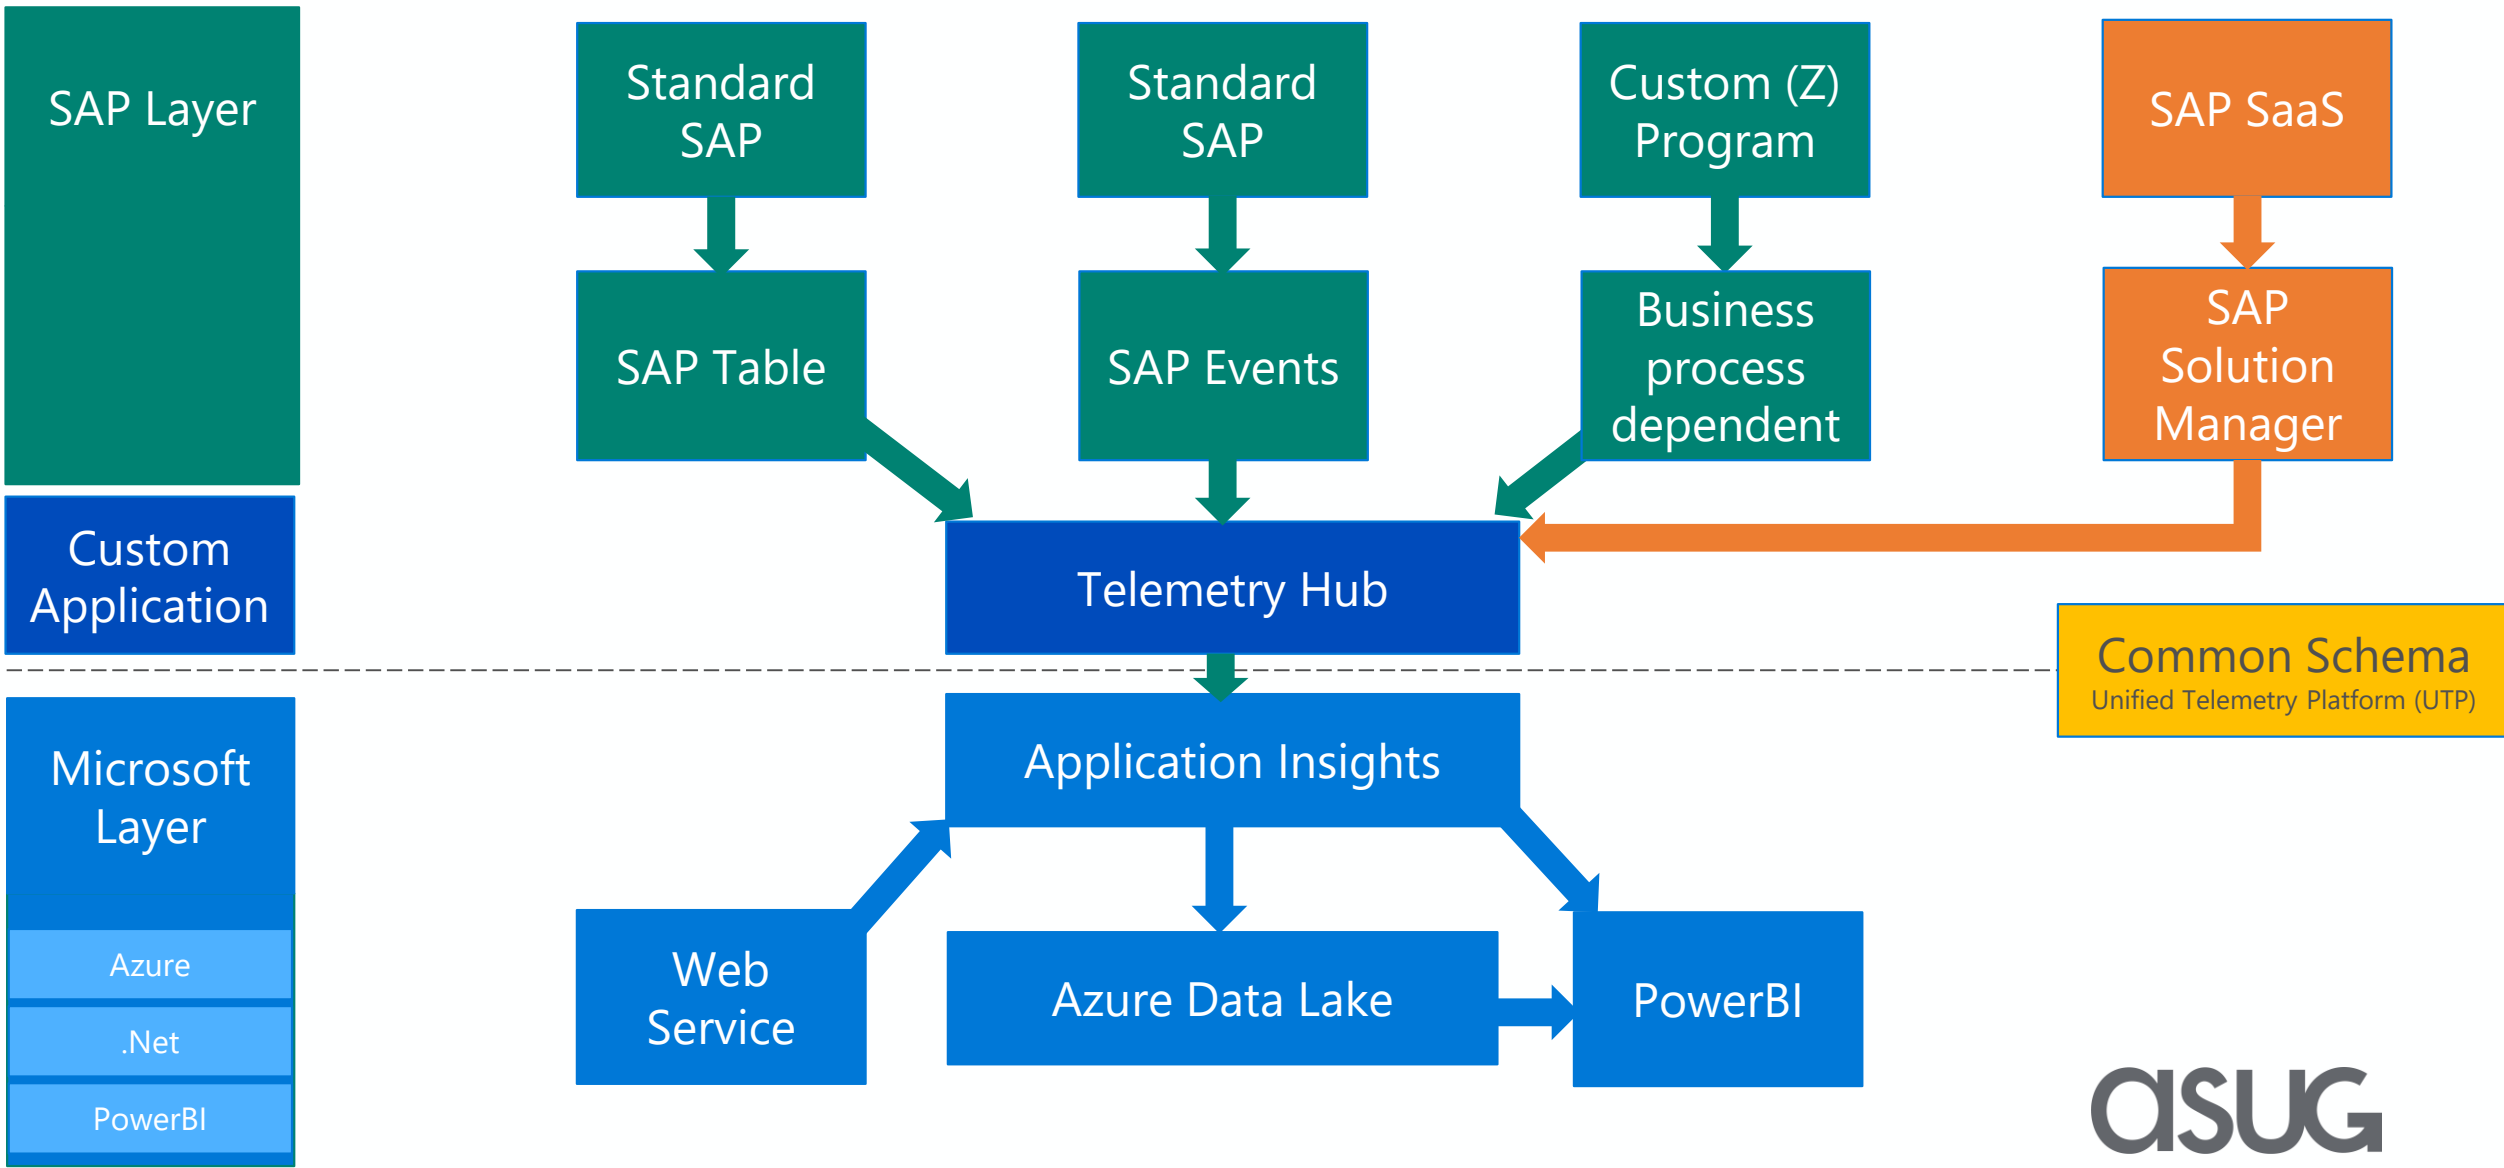 SAP Layer
Standard
SAP
Standard
SAP
Custom (Z)
Program
SAP SaaS
SAP Table
SAP Events
Business
process
dependent
SAP
Solution
Manager
Custom
Application
Telemetry Hub
Common Schema
Unified Telemetry Platform (UTP)
Microsoft
Layer
Application Insights
Azure
.Net
PowerBI
Web
Service
Azure Data Lake
PowerBI
asug